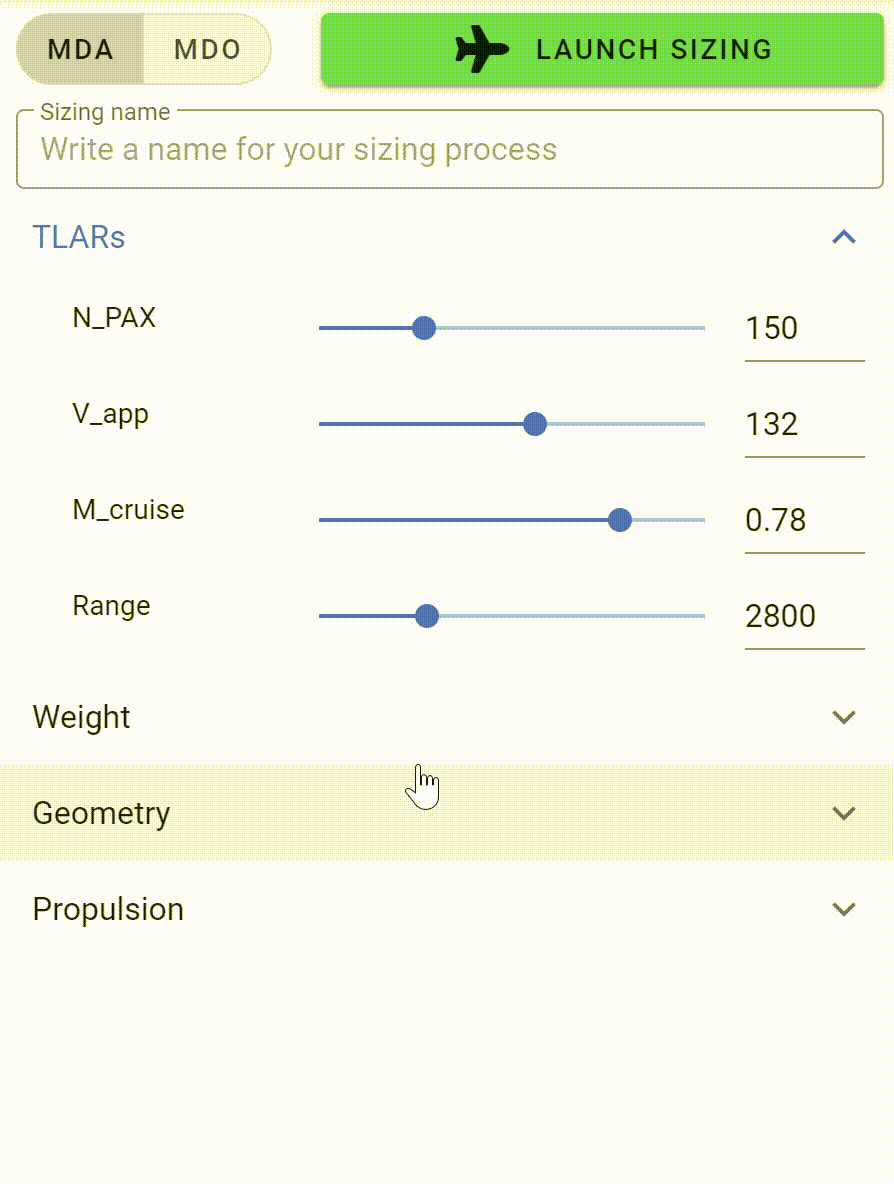 MDA MDO LAUNCH SIZING
Sizing name
Write a name for your sizing process
TLARs
N_PAX 150
V_app 132
M_cruise 0.78
Range 2800
Weight
Geometry
Propulsion